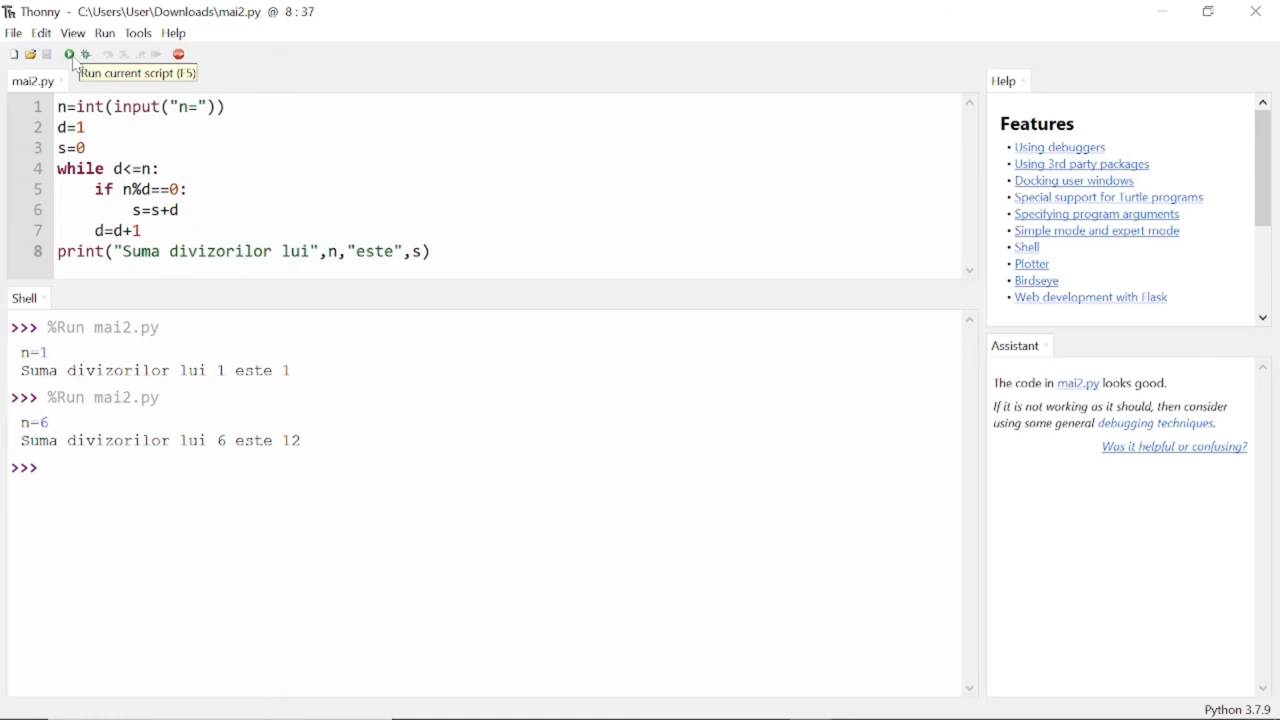 Thonny - C:\Users\User\Downloads\mai2.py @ 8 : 37
File Edit View Run Tools Help
Run current script (F5)
mai2.py
1 n=int(input("n="))
2 d=1
3 s=0
4 while d<=n:
5 if n%d==0:
6 s=s+d
7 d=d+1
8 print("Suma divizorilor lui",n,"este",s)
Shell
>>> %Run mai2.py
n=1
Suma divizorilor lui 1 este 1
>>> %Run mai2.py
n=6
Suma divizorilor lui 6 este 12
>>>
Help
Features
• Using debuggers
• Using 3rd party packages
• Docking user windows
• Special support for Turtle programs
• Specifying program arguments
• Simple mode and expert mode
• Shell
• Plotter
• Birdseye
• Web development with Flask
Assistant
The code in mai2.py looks good.
If it is not working as it should, then consider
using some general debugging techniques.
Was it helpful or confusing?
Python 3.7.9